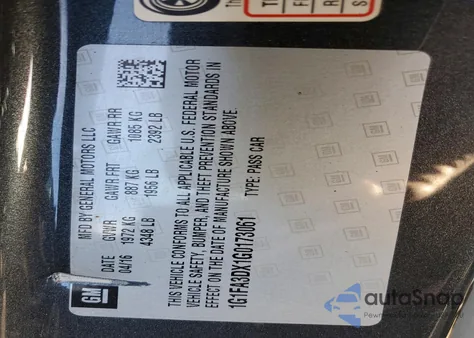 MFD BY GENERAL MOTORS LLC
DATE GVWR GAWR FRT GAWR RR
04/16 1972 KG 887 KG 1085 KG
4348 LB 1956 LB 2392 LB
THIS VEHICLE CONFORMS TO ALL APPLICABLE U.S. FEDERAL MOTOR
VEHICLE SAFETY, BUMPER, AND THEFT PREVENTION STANDARDS IN
EFFECT ON THE DATE OF MANUFACTURE SHOWN ABOVE.
1G1FA3DDX1G0173061 TYPE: PASS CAR
GM
autoSnap